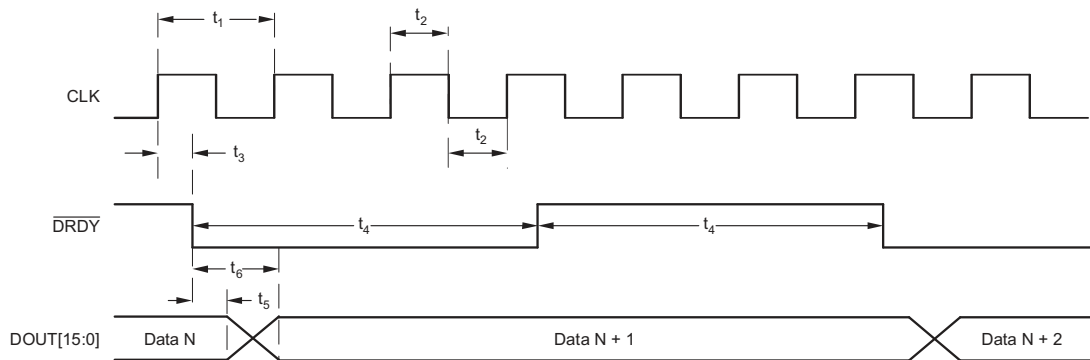 t₁
t₂
CLK
t₂
t₃
DRDY
t₄
t₄
t₆
t₅
DOUT[15:0]
Data N
Data N + 1
Data N + 2